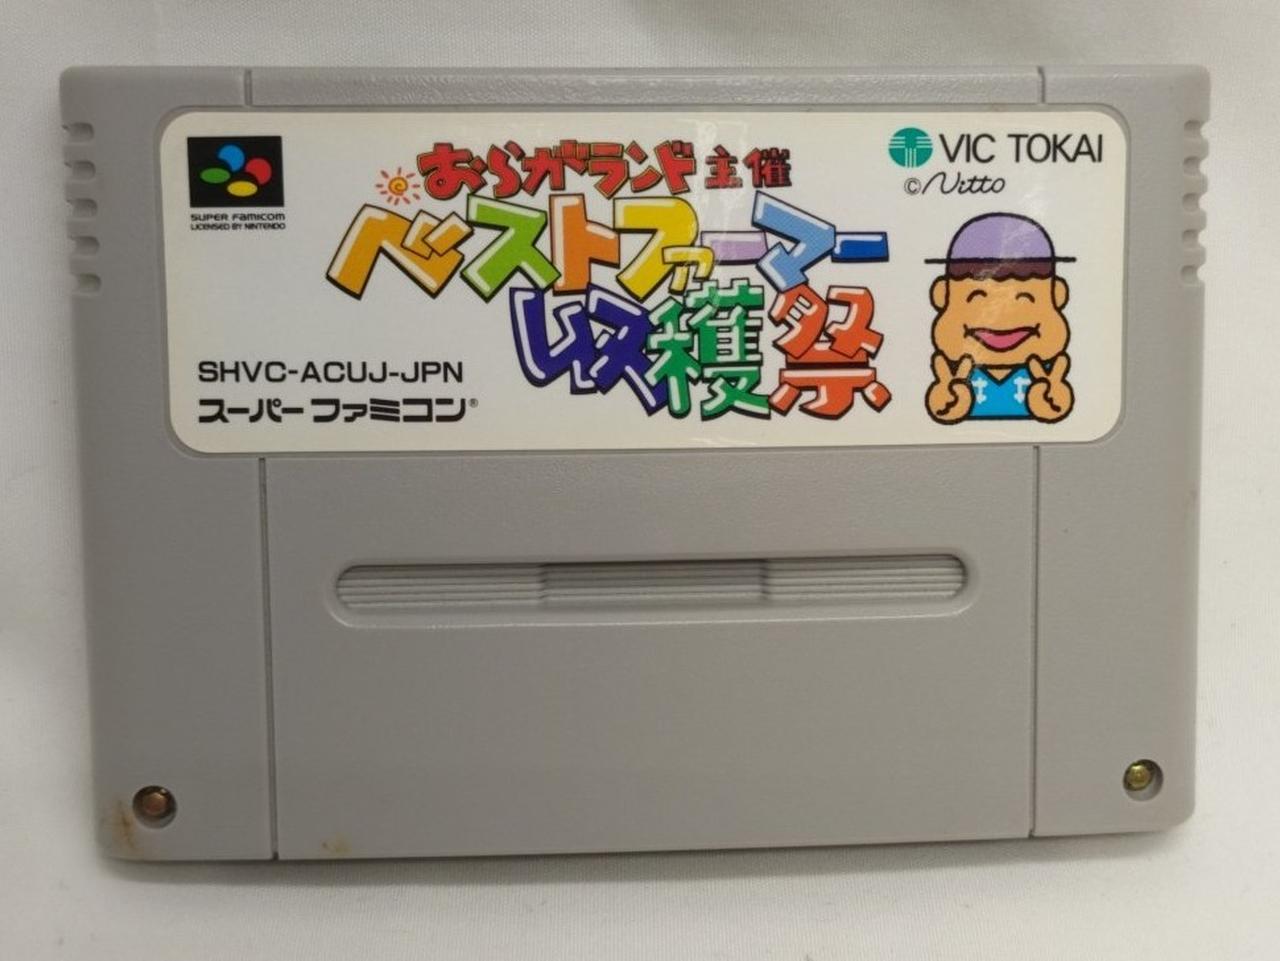 SUPER FAMICOM
LICENSED BY NINTENDO
おらがランド主催
ベストファーマー
収穫祭
VIC TOKAI
©Nitto
SHVC-ACUJ-JPN
スーパーファミコン®